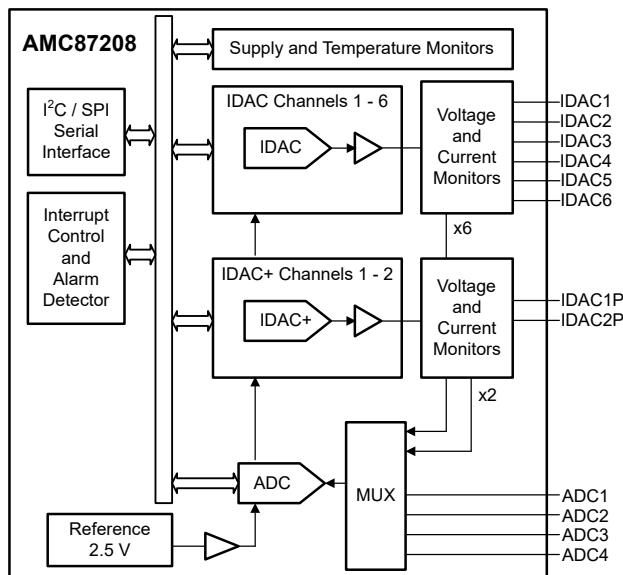 AMC87208
Supply and Temperature Monitors
I²C / SPI
Serial
Interface
IDAC Channels 1 - 6
IDAC
Voltage
and
Current
Monitors
IDAC1
IDAC2
IDAC3
IDAC4
IDAC5
IDAC6
x6
Interrupt
Control
and
Alarm
Detector
IDAC+ Channels 1 - 2
IDAC+
Voltage
and
Current
Monitors
IDAC1P
IDAC2P
x2
ADC
MUX
ADC1
ADC2
ADC3
ADC4
Reference
2.5 V